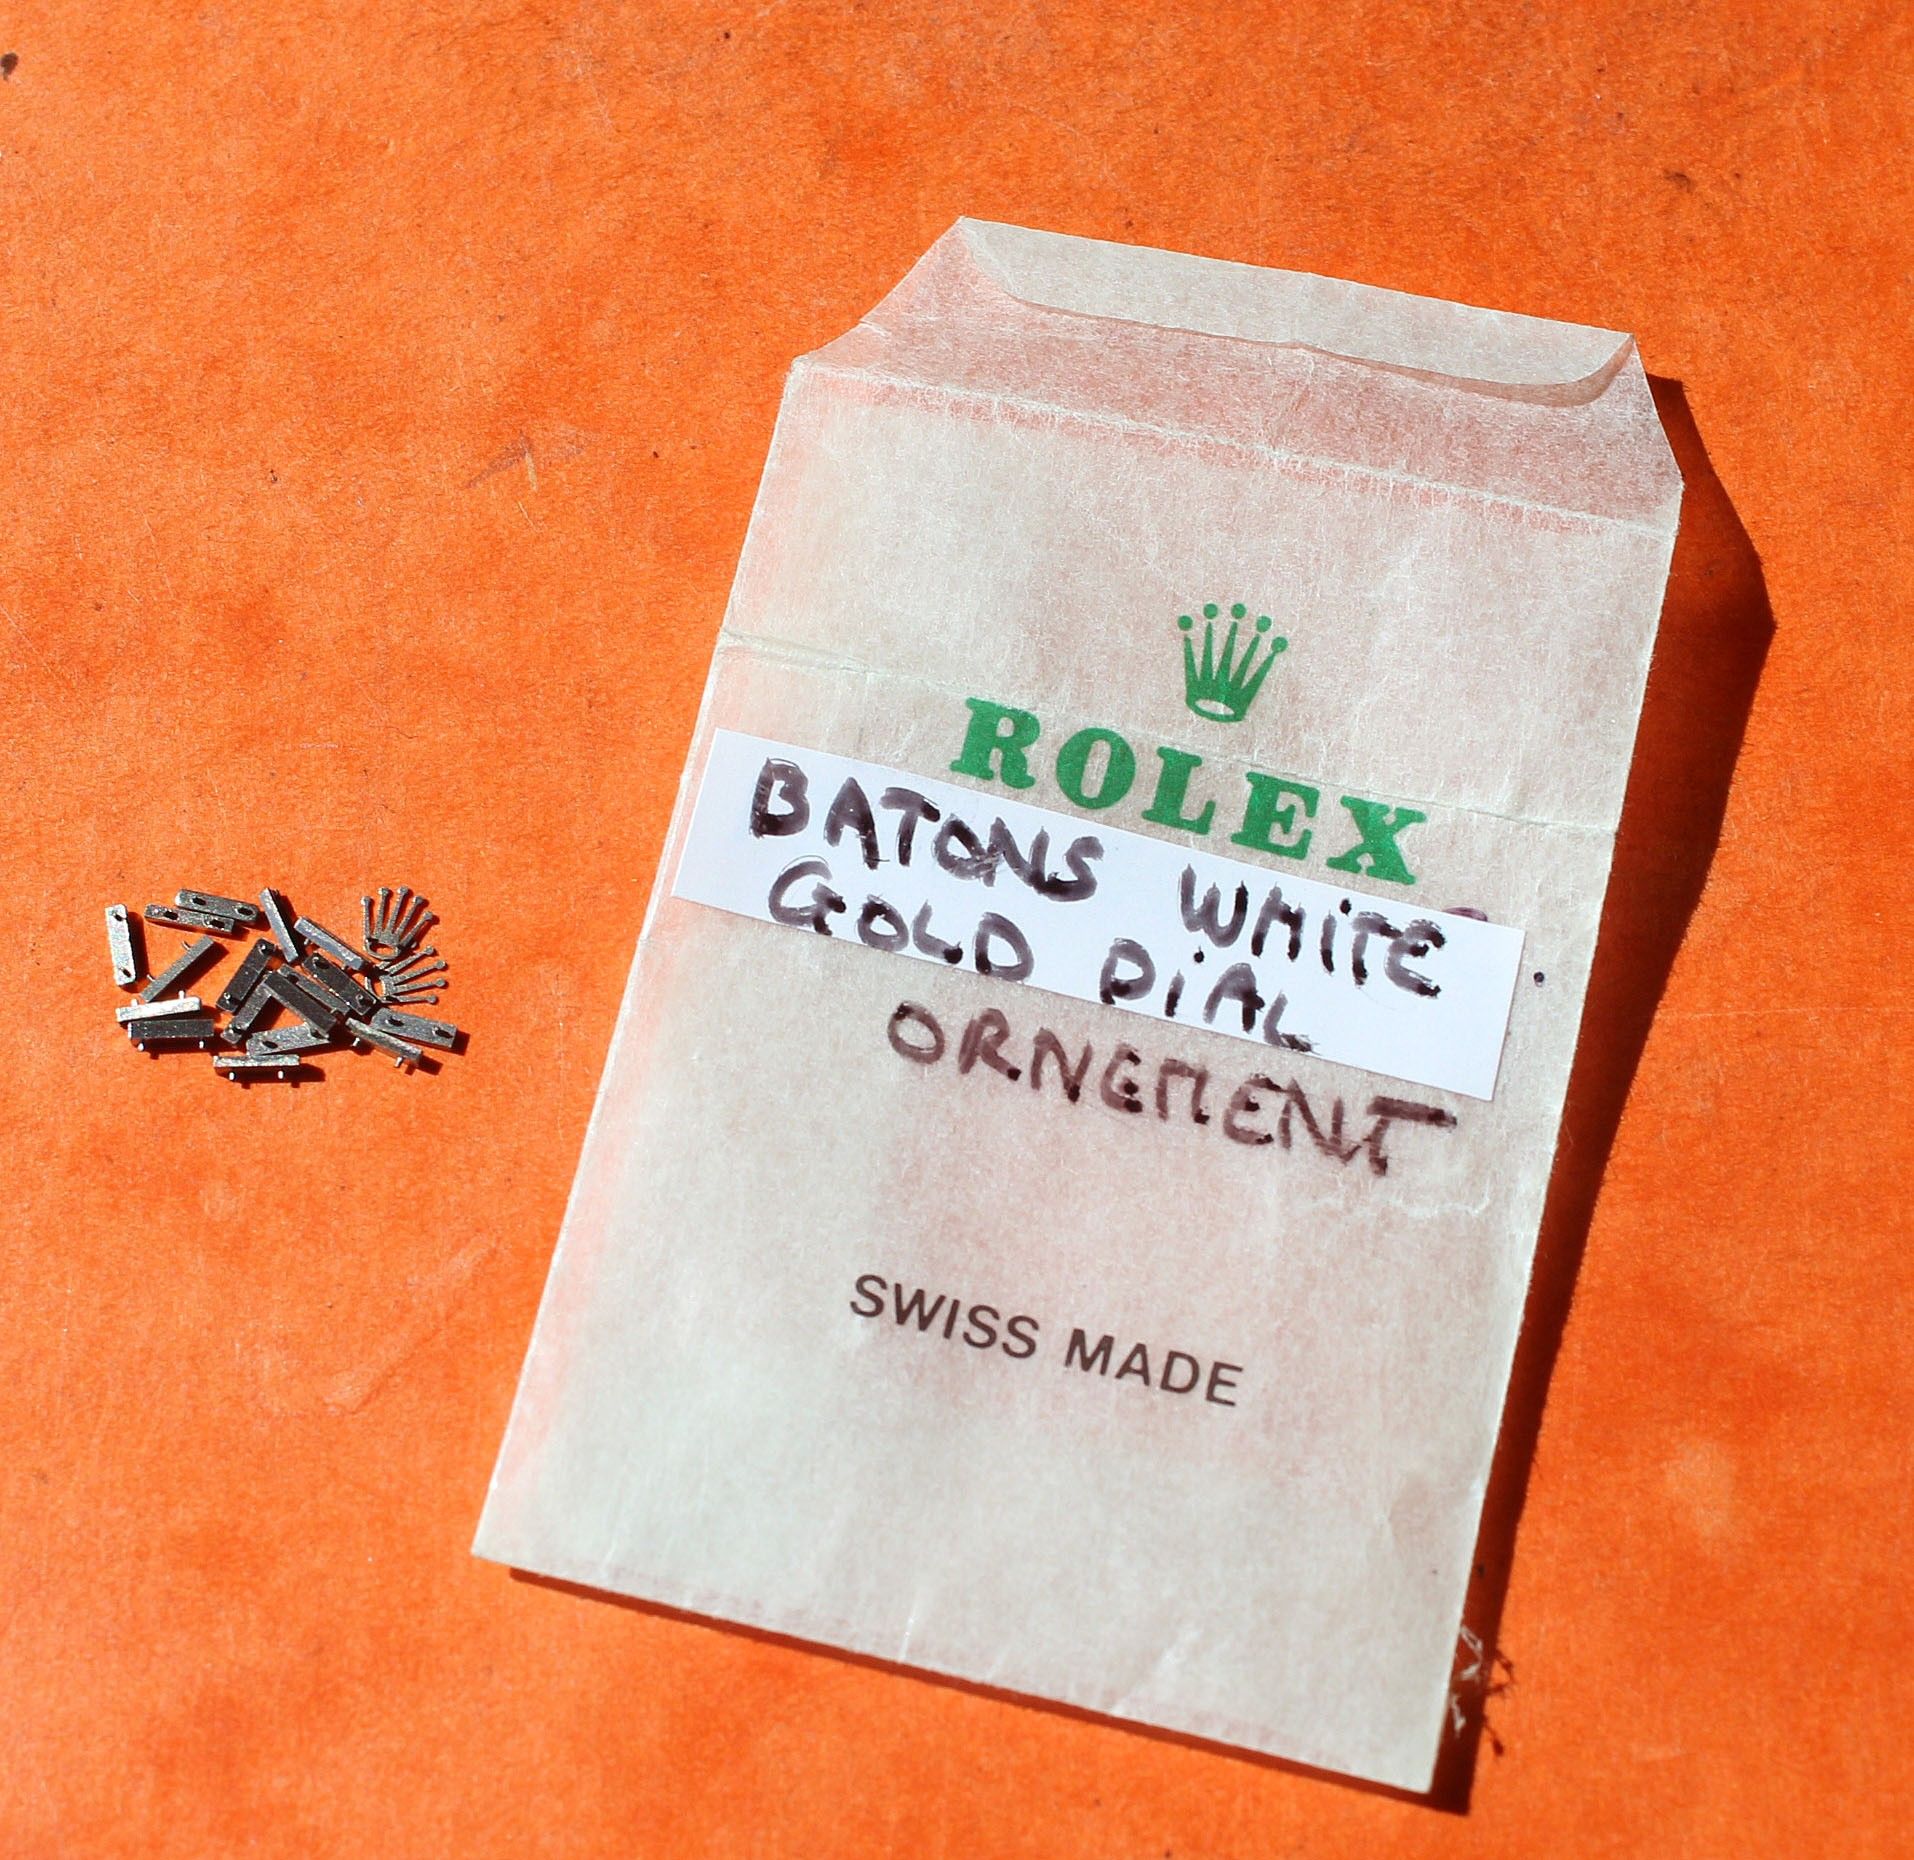 ROLEX
BATONS WHiTE
GOLD DiAL
ORNEMENT
SWISS MADE